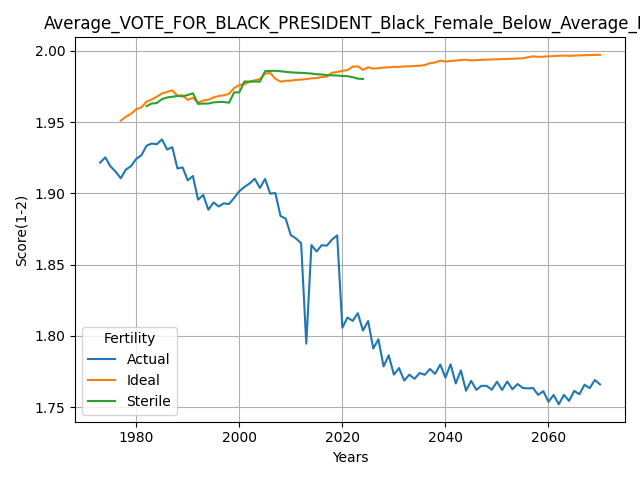 Average_VOTE_FOR_BLACK_PRESIDENT_Black_Female_Below_Average_
2.00
1.95
1.90
1.85
1.80
1.75
Score(1-2)
Fertility
Actual
Ideal
Sterile
1980
2000
2020
2040
2060
Years